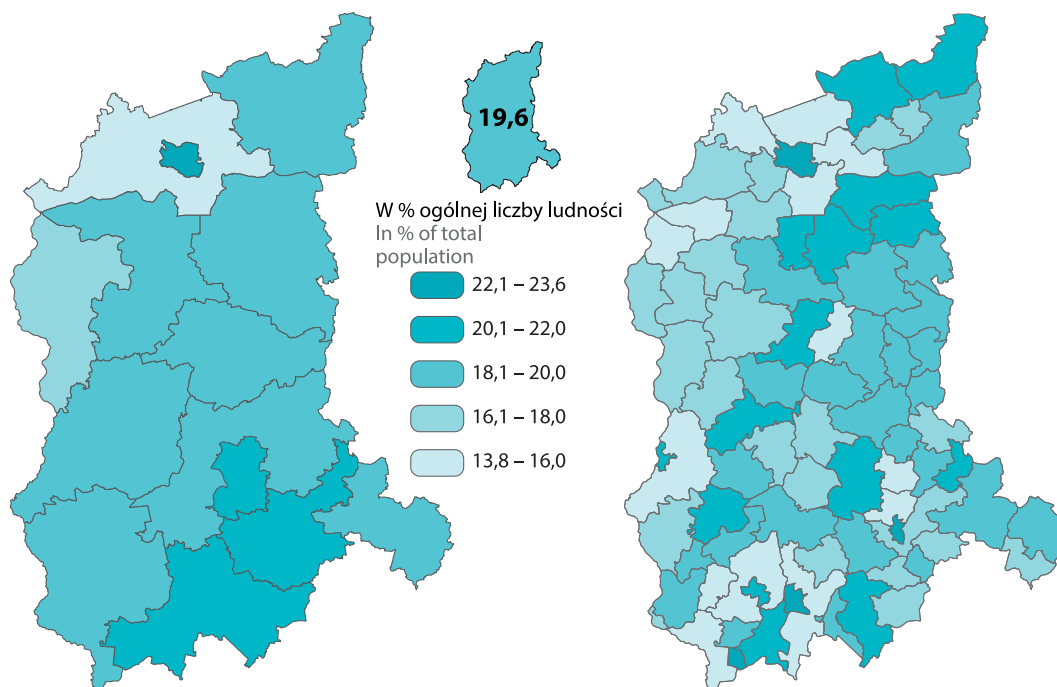 19,6
W % ogólnej liczby ludności
In % of total
population
22,1 – 23,6
20,1 – 22,0
18,1 – 20,0
16,1 – 18,0
13,8 – 16,0